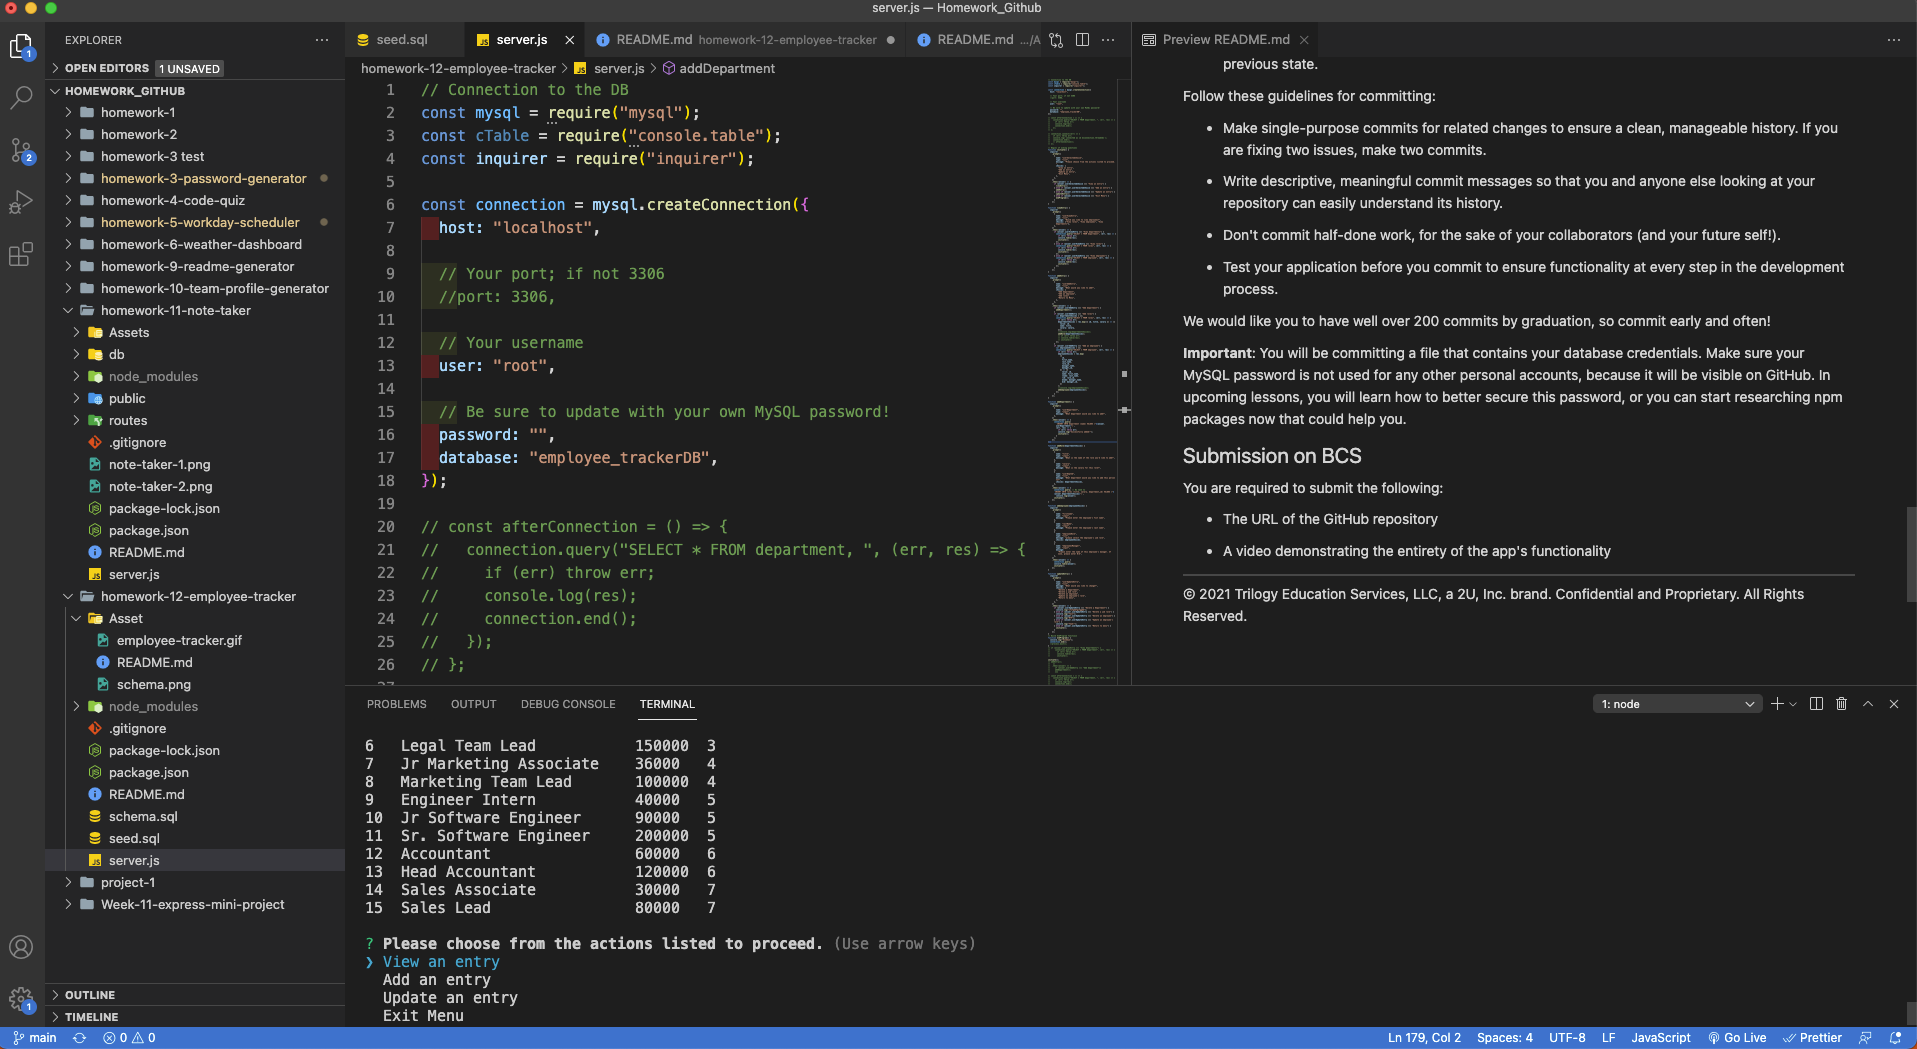 server.js — Homework_Github
EXPLORER
OPEN EDITORS 1 UNSAVED
HOMEWORK_GITHUB
homework-1
homework-2
homework-3 test
homework-3-password-generator
homework-4-code-quiz
homework-5-workday-scheduler
homework-6-weather-dashboard
homework-9-readme-generator
homework-10-team-profile-generator
homework-11-note-taker
Assets
db
node_modules
public
routes
.gitignore
note-taker-1.png
note-taker-2.png
package-lock.json
package.json
README.md
server.js
homework-12-employee-tracker
Asset
employee-tracker.gif
README.md
schema.png
node_modules
.gitignore
package-lock.json
package.json
README.md
schema.sql
seed.sql
server.js
project-1
Week-11-express-mini-project
OUTLINE
TIMELINE
1
2
1
seed.sql
server.js
README.md homework-12-employee-tracker
README.md .../A
homework-12-employee-tracker > server.js > addDepartment
1 // Connection to the DB
2 const mysql = require("mysql");
3 const cTable = require("console.table");
4 const inquirer = require("inquirer");
5
6 const connection = mysql.createConnection({
7 host: "localhost",
8
9 // Your port; if not 3306
10 //port: 3306,
11
12 // Your username
13 user: "root",
14
15 // Be sure to update with your own MySQL password!
16 password: "",
17 database: "employee_trackerDB",
18 });
19
20 // const afterConnection = () => {
21 //   connection.query("SELECT * FROM department, ", (err, res) => {
22 //     if (err) throw err;
23 //     console.log(res);
24 //     connection.end();
25 //   });
26 // };
Preview README.md
previous state.
Follow these guidelines for committing:
• Make single-purpose commits for related changes to ensure a clean, manageable history. If you
are fixing two issues, make two commits.
• Write descriptive, meaningful commit messages so that you and anyone else looking at your
repository can easily understand its history.
• Don't commit half-done work, for the sake of your collaborators (and your future self!).
• Test your application before you commit to ensure functionality at every step in the development
process.
We would like you to have well over 200 commits by graduation, so commit early and often!
Important: You will be committing a file that contains your database credentials. Make sure your
MySQL password is not used for any other personal accounts, because it will be visible on GitHub. In
upcoming lessons, you will learn how to better secure this password, or you can start researching npm
packages now that could help you.
Submission on BCS
You are required to submit the following:
• The URL of the GitHub repository
• A video demonstrating the entirety of the app's functionality
© 2021 Trilogy Education Services, LLC, a 2U, Inc. brand. Confidential and Proprietary. All Rights
Reserved.
PROBLEMS OUTPUT DEBUG CONSOLE TERMINAL
1: node
6 Legal Team Lead 150000 3
7 Jr Marketing Associate 36000 4
8 Marketing Team Lead 100000 4
9 Engineer Intern 40000 5
10 Jr Software Engineer 90000 5
11 Sr. Software Engineer 200000 5
12 Accountant 60000 6
13 Head Accountant 120000 6
14 Sales Associate 30000 7
15 Sales Lead 80000 7
? Please choose from the actions listed to proceed. (Use arrow keys)
❯ View an entry
Add an entry
Update an entry
Exit Menu
main 0 0
Ln 179, Col 2 Spaces: 4 UTF-8 LF JavaScript Go Live Prettier